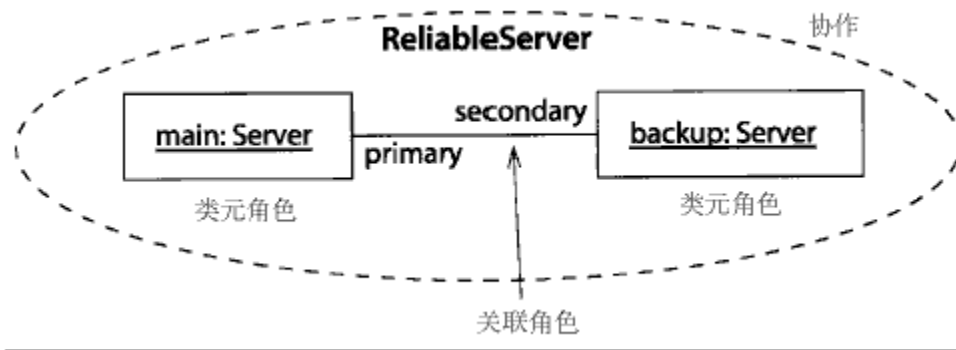 协作
ReliableServer
main: Server
secondary
primary
backup: Server
类元角色
类元角色
关联角色